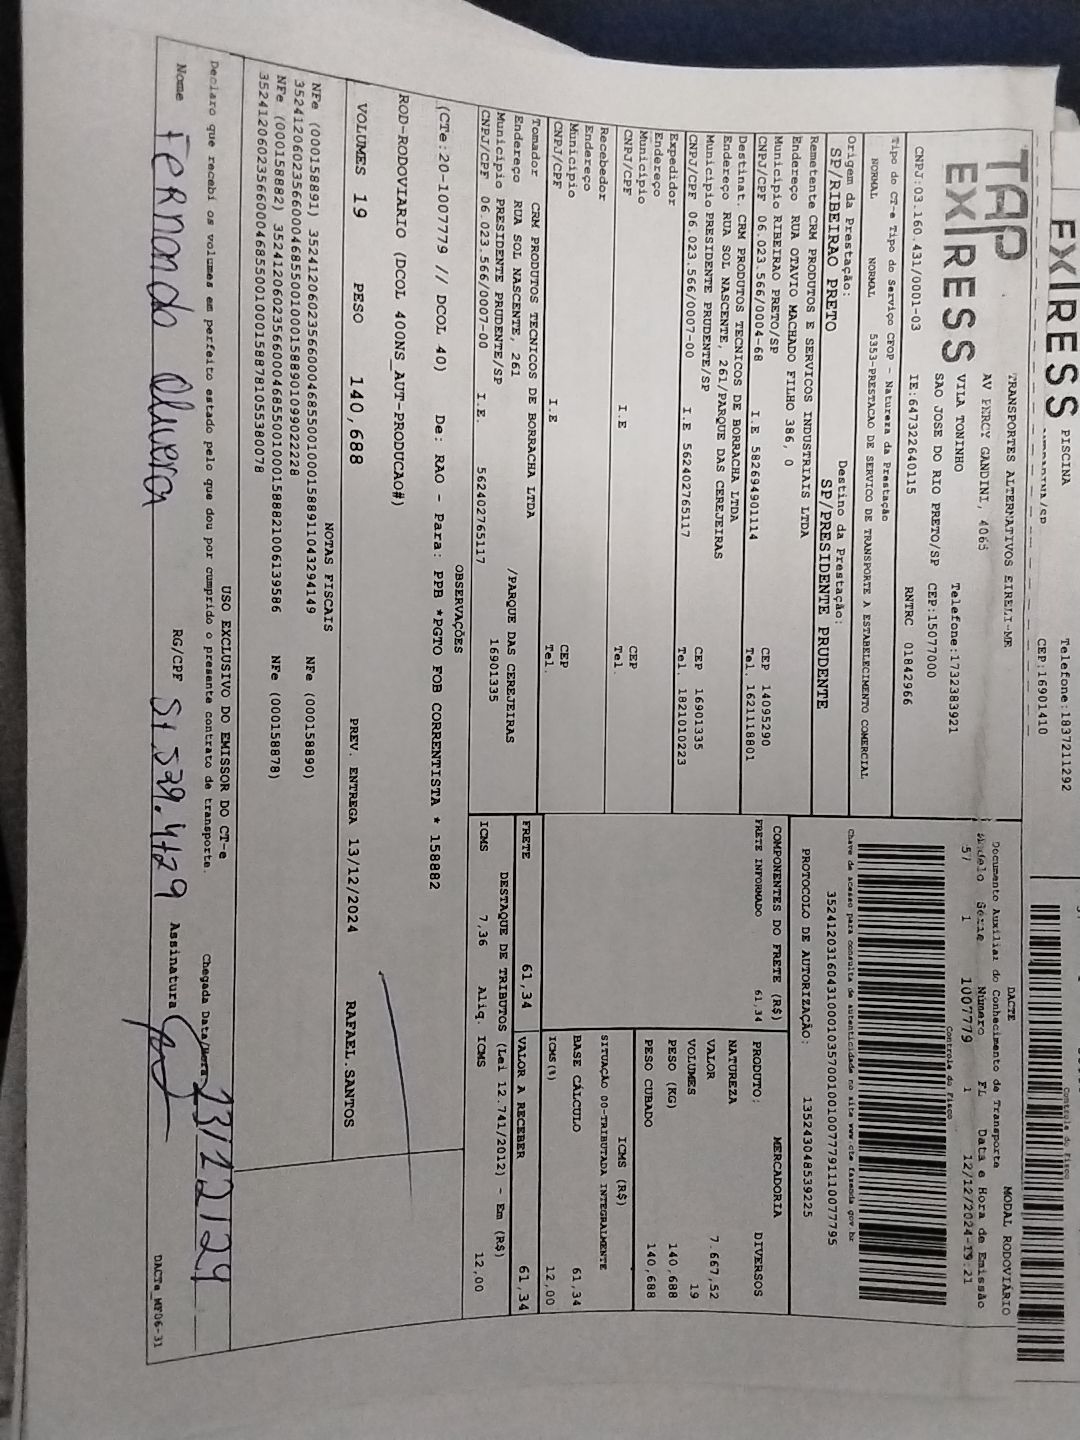 EXPRESS
PISCINA
Telefone:1837211292
CEP:16901410
Controle do Fisco
TAP
EXPRESS
TRANSPORTES ALTERNATIVOS EIRELI-ME
AV PERCY GANDINI, 4065
VILA TONINHO
Telefone:1732383921
SAO JOSE DO RIO PRETO/SP
CEP:15077000
CNPJ:03.160.431/0001-03 IE:647322640115 RNTRC 01842966
DACTE MODAL RODOVIÁRIO
Documento Auxiliar do Conhecimento de Transporte
Modelo Série Número FL Data e Hora de Emissão
57 1 1007779 1 12/12/2024-19:21
Controle do Fisco
Tipo do CT-e Tipo do Serviço CFOP - Natureza da Prestação
NORMAL NORMAL 5353-PRESTACAO DE SERVICO DE TRANSPORTE A ESTABELECIMENTO COMERCIAL
Chave de acesso para consulta de autenticidade no site www.cte.fazenda.gov.br
PROTOCOLO DE AUTORIZAÇÃO: 135243048539225
Origem da Prestação: Destino da Prestação:
SP/RIBEIRAO PRETO SP/PRESIDENTE PRUDENTE
Remetente CRM PRODUTOS E SERVICOS INDUSTRIAIS LTDA
Endereço RUA OTAVIO MACHADO FILHO 386, 0
Município RIBEIRAO PRETO/SP CEP 14095290
CNPJ/CPF 06.023.566/0004-68 I.E 582694901114 Tel. 1621118801
Destinat. CRM PRODUTOS TECNICOS DE BORRACHA LTDA
Endereço RUA SOL NASCENTE, 261/PARQUE DAS CEREJEIRAS
Município PRESIDENTE PRUDENTE/SP CEP 16901335
CNPJ/CPF 06.023.566/0007-00 I.E 562402765117 Tel. 1821010223
Expedidor
Endereço
Município CEP
CNPJ/CPF I.E Tel.
Recebedor
Endereço
Município CEP
CNPJ/CPF I.E Tel.
Tomador CRM PRODUTOS TECNICOS DE BORRACHA LTDA
Endereço RUA SOL NASCENTE, 261 /PARQUE DAS CEREJEIRAS
Município PRESIDENTE PRUDENTE/SP 16901335
CNPJ/CPF 06.023.566/0007-00 I.E. 562402765117
COMPONENTES DO FRETE (R$)
FRETE INFORMADO 61,34
PRODUTO: MERCADORIA DIVERSOS
NATUREZA
VALOR 7.667,52
VOLUMES 19
PESO (KG) 140,688
PESO CUBADO 140,688
ICMS (R$)
SITUAÇÃO 00-TRIBUTADA INTEGRALMENTE
BASE CÁLCULO 61,34
ICMS(%) 12,00
FRETE 61,34 VALOR A RECEBER 61,34
DESTAQUE DE TRIBUTOS (Lei 12.741/2012) - Em (R$)
ICMS 7,36 Aliq. ICMS 12,00
OBSERVAÇÕES
(CTe:20-1007779 // DCOL 40) De: RAO - Para: PPB *PGTO FOB CORRENTISTA * 158882
ROD-RODOVIARIO (DCOL 400NS_AUT-PRODUCAO#)
VOLUMES 19 PESO 140,688 PREV. ENTREGA 13/12/2024 RAFAEL.SANTOS
NOTAS FISCAIS
NFe (000158891) 35241206023566000468550010001588911043294149 NFe (000158890)
35241206023566000468550010001588901099022228
NFe (000158882) 35241206023566000468550010001588821006139586 NFe (000158878)
35241206023566000468550010001588781055380078
USO EXCLUSIVO DO EMISSOR DO CT-e
Declaro que recebi os volumes em perfeito estado pelo que dou por cumprido o presente contrato de transporte. Chegada Data/Hora 13/12/24
Nome Fernando Oliveira RG/CPF 51.539.4429 Assinatura
DACTe_MF06-31